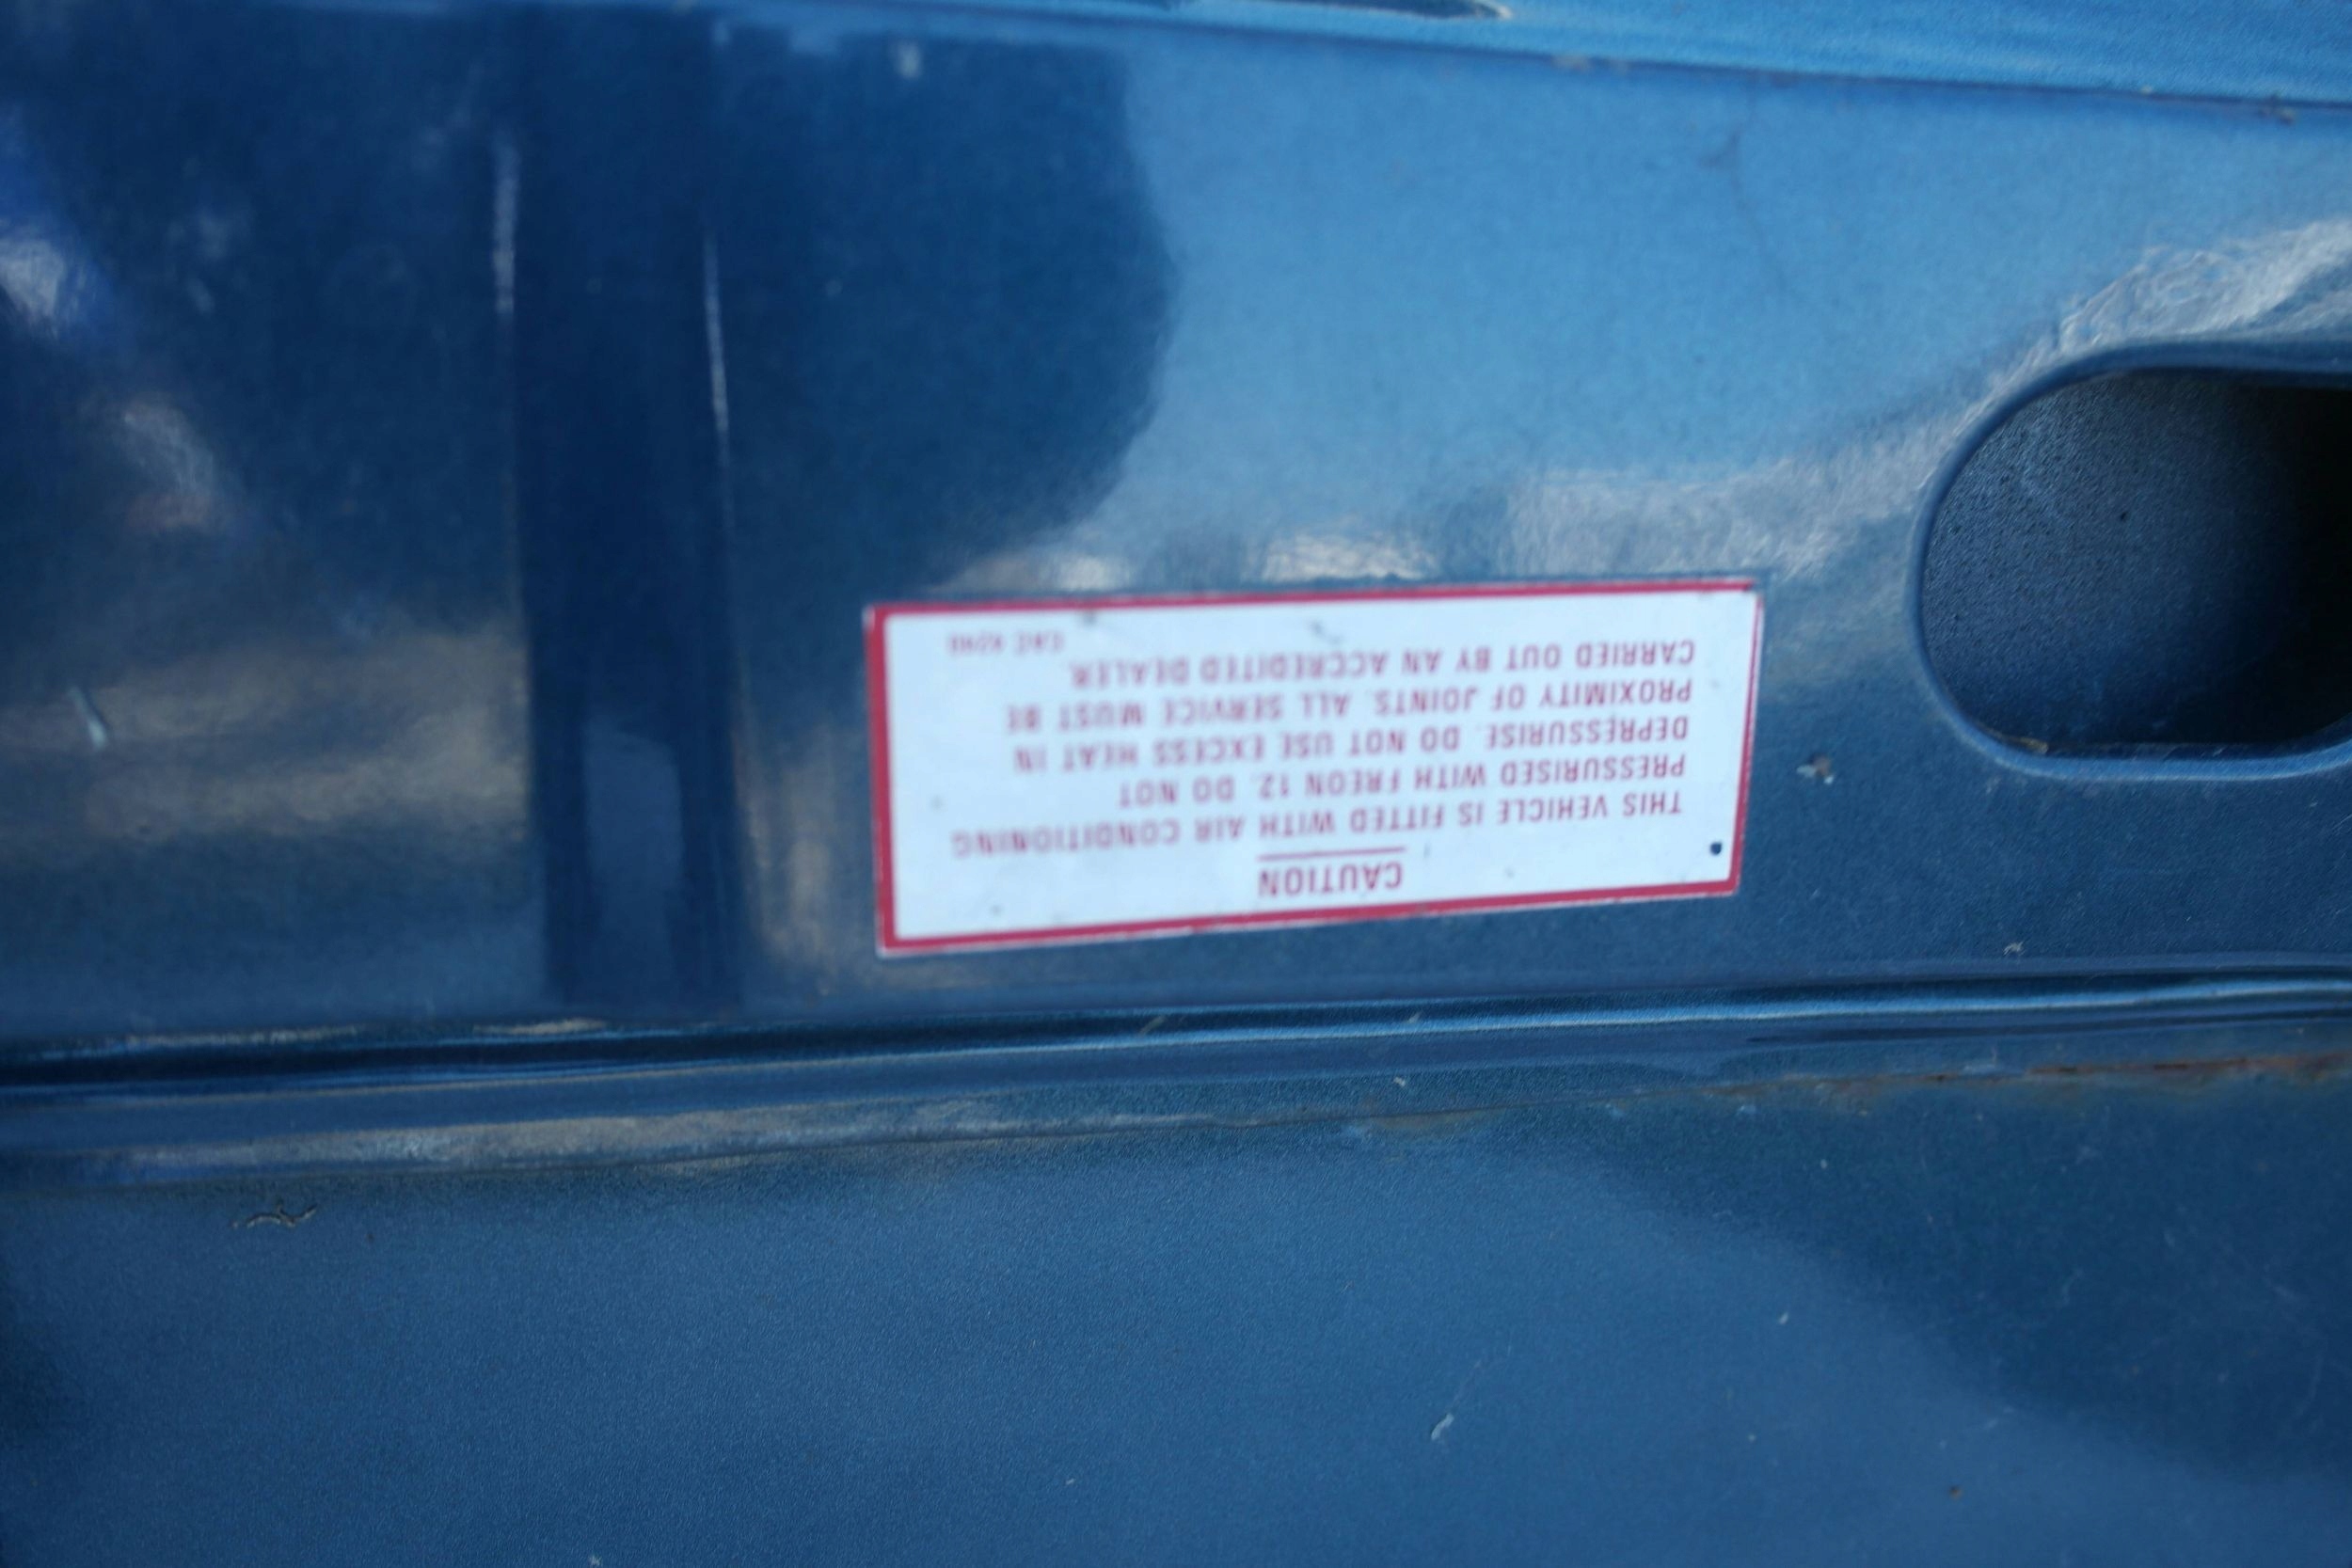 CAUTION
THIS VEHICLE IS FITTED WITH AIR CONDITIONING
PRESSURISED WITH FREON 12. DO NOT
DEPRESSURISE. DO NOT USE EXCESS HEAT IN
PROXIMITY OF JOINTS. ALL SERVICE MUST BE
CARRIED OUT BY AN ACCREDITED DEALER.